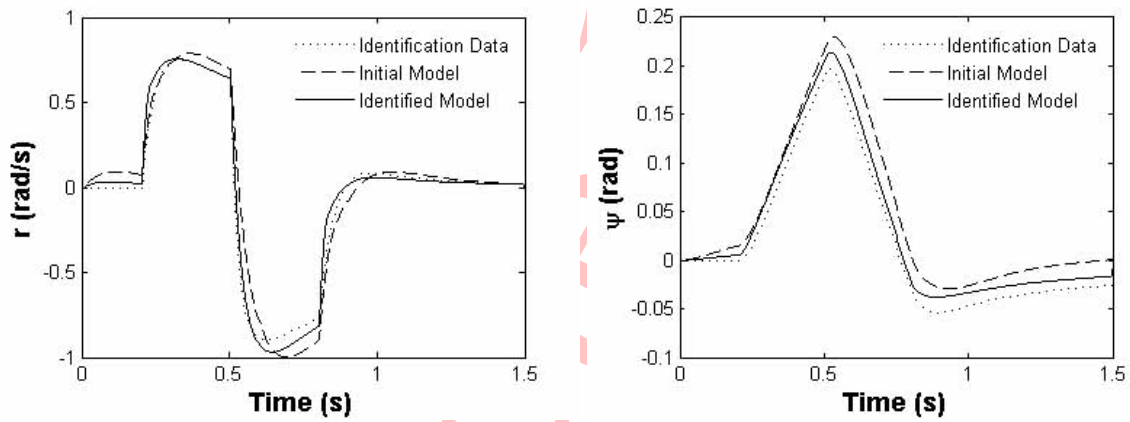 1
0.5
0
-0.5
-1
r (rad/s)
Identification Data
Initial Model
Identified Model
0
0.5
1
1.5
Time (s)
0.25
0.2
0.15
0.1
0.05
0
-0.05
-0.1
ψ (rad)
Identification Data
Initial Model
Identified Model
0
0.5
1
1.5
Time (s)